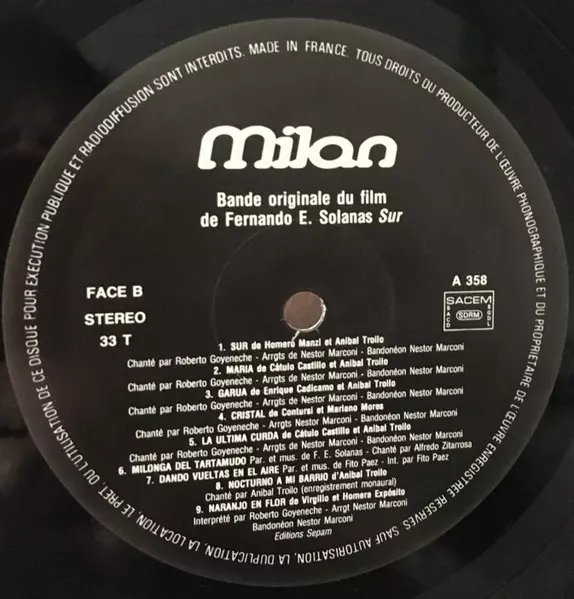 milan
Bande originale du film
de Fernando E. Solanas Sur
FACE B
STEREO
33 T
A 358
SACEM
SACD
SDRM
SGDL
1. SUR de Homero Manzi et Anibal Troilo
Chanté par Roberto Goyeneche - Arrgts de Nestor Marconi - Bandonéon Nestor Marconi
2. MARIA de Cátulo Castillo et Anibal Troilo
Chanté par Roberto Goyeneche - Arrgts de Nestor Marconi - Bandonéon Nestor Marconi
3. GARUA de Enrique Cadicamo et Anibal Troilo
Chanté par Roberto Goyeneche - Arrgts de Nestor Marconi - Bandonéon Nestor Marconi
4. CRISTAL de Contursi et Mariano Mores
Chanté par Roberto Goyeneche - Arrgts Nestor Marconi - Bandonéon Nestor Marconi
5. LA ULTIMA CURDA de Cátulo Castillo et Anibal Troilo
Chanté par Roberto Goyeneche - Arrgts de Nestor Marconi - Bandonéon Nestor Marconi
6. MILONGA DEL TARTAMUDO Par. et mus. de F. E. Solanas - Chanté par Alfredo Zitarrosa
7. DANDO VUELTAS EN EL AIRE Par. et mus. de Fito Paez - Int. par Fito Paez
8. NOCTURNO A MI BARRIO d'Anibal Troilo
Chanté par Anibal Troilo (enregistrement monaural)
9. NARANJO EN FLOR de Virgilio et Homero Expósito
Interprété par Roberto Goyeneche - Arrgt Nestor Marconi
Bandonéon Nestor Marconi
Editions Sepam
MADE IN FRANCE. TOUS DROITS DU PRODUCTEUR DE L'ŒUVRE PHONOGRAPHIQUE ET DU PROPRIETAIRE DE L'ŒUVRE ENREGISTREE RESERVES. SAUF AUTORISATION, LA DUPLICATION, LA LOCATION, LE PRET, OU L'UTILISATION DE CE DISQUE POUR EXECUTION PUBLIQUE ET RADIODIFFUSION SONT INTERDITS.